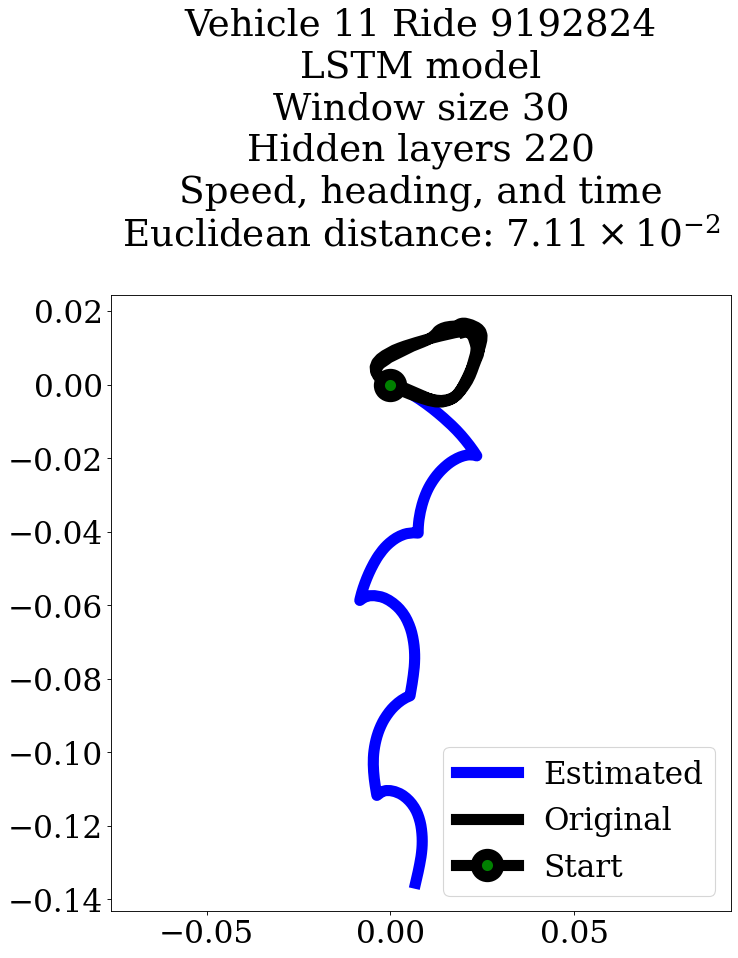 Vehicle 11 Ride 9192824
LSTM model
Window size 30
Hidden layers 220
Speed, heading, and time
Euclidean distance: 7.11 × 10⁻²
0.02
0.00
−0.02
−0.04
−0.06
−0.08
−0.10
−0.12
−0.14
Estimated
Original
Start
−0.05
0.00
0.05